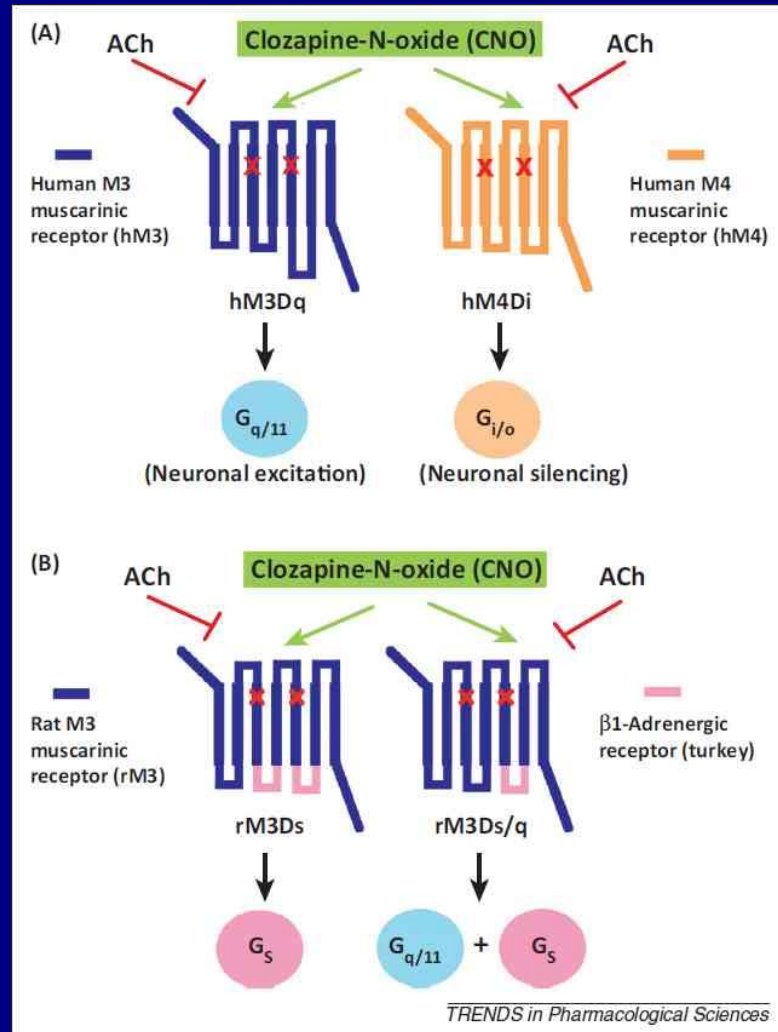 (A)
ACh
Clozapine-N-oxide (CNO)
ACh
X X
X X
Human M3
muscarinic
receptor (hM3)
Human M4
muscarinic
receptor (hM4)
hM3Dq
hM4Di
Gq/11
Gi/o
(Neuronal excitation)
(Neuronal silencing)
(B)
ACh
Clozapine-N-oxide (CNO)
ACh
X X
X X
Rat M3
muscarinic
receptor (rM3)
β1-Adrenergic
receptor (turkey)
rM3Ds
rM3Ds/q
GS
Gq/11 + GS
TRENDS in Pharmacological Sciences